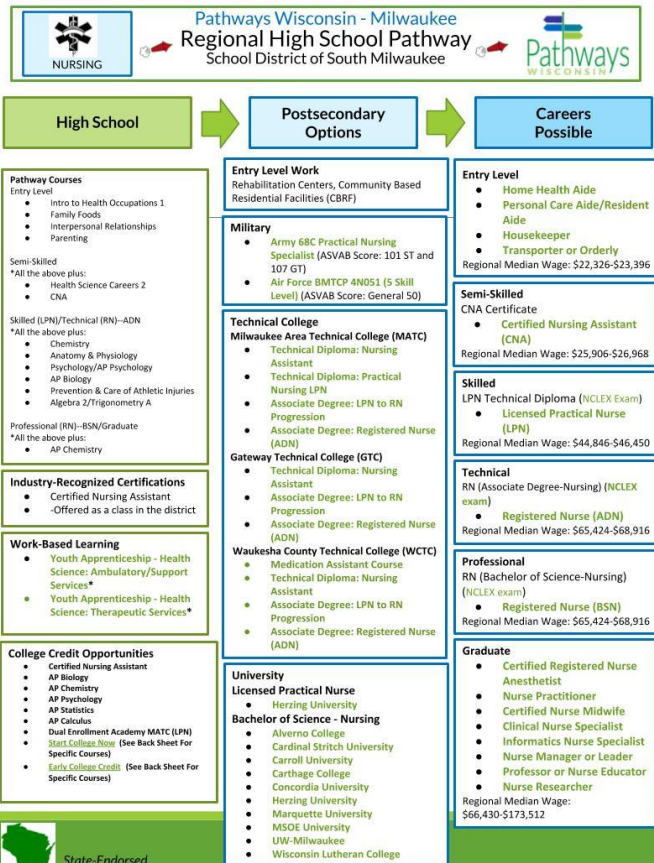 NURSING
Pathways Wisconsin - Milwaukee
Regional High School Pathway
School District of South Milwaukee
Pathways
WISCONSIN
High School
Postsecondary
Options
Careers
Possible
Pathway Courses
Entry Level
● Intro to Health Occupations 1
● Family Foods
● Interpersonal Relationships
● Parenting
Semi-Skilled
*All the above plus:
● Health Science Careers 2
● CNA
Skilled (LPN)/Technical (RN)--ADN
*All the above plus:
● Chemistry
● Anatomy & Physiology
● Psychology/AP Psychology
● AP Biology
● Prevention & Care of Athletic Injuries
● Algebra 2/Trigonometry A
Professional (RN)--BSN/Graduate
*All the above plus:
● AP Chemistry
Industry-Recognized Certifications
● Certified Nursing Assistant
● -Offered as a class in the district
Work-Based Learning
● Youth Apprenticeship - Health
Science: Ambulatory/Support
Services*
● Youth Apprenticeship - Health
Science: Therapeutic Services*
College Credit Opportunities
● Certified Nursing Assistant
● AP Biology
● AP Chemistry
● AP Psychology
● AP Statistics
● AP Calculus
● Dual Enrollment Academy MATC (LPN)
● Start College Now (See Back Sheet For
Specific Courses)
● Early College Credit (See Back Sheet For
Specific Courses)
Entry Level Work
Rehabilitation Centers, Community Based
Residential Facilities (CBRF)
Military
● Army 68C Practical Nursing
Specialist (ASVAB Score: 101 ST and
107 GT)
● Air Force BMTCP 4N051 (5 Skill
Level) (ASVAB Score: General 50)
Technical College
Milwaukee Area Technical College (MATC)
● Technical Diploma: Nursing
Assistant
● Technical Diploma: Practical
Nursing LPN
● Associate Degree: LPN to RN
Progression
● Associate Degree: Registered Nurse
(ADN)
Gateway Technical College (GTC)
● Technical Diploma: Nursing
Assistant
● Associate Degree: LPN to RN
Progression
● Associate Degree: Registered Nurse
(ADN)
Waukesha County Technical College (WCTC)
● Medication Assistant Course
● Technical Diploma: Nursing
Assistant
● Associate Degree: LPN to RN
Progression
● Associate Degree: Registered Nurse
(ADN)
University
Licensed Practical Nurse
● Herzing University
Bachelor of Science - Nursing
● Alverno College
● Cardinal Stritch University
● Carroll University
● Carthage College
● Concordia University
● Herzing University
● Marquette University
● MSOE University
● UW-Milwaukee
● Wisconsin Lutheran College
Entry Level
● Home Health Aide
● Personal Care Aide/Resident
Aide
● Housekeeper
● Transporter or Orderly
Regional Median Wage: $22,326-$23,396
Semi-Skilled
CNA Certificate
● Certified Nursing Assistant
(CNA)
Regional Median Wage: $25,906-$26,968
Skilled
LPN Technical Diploma (NCLEX Exam)
● Licensed Practical Nurse
(LPN)
Regional Median Wage: $44,846-$46,450
Technical
RN (Associate Degree-Nursing) (NCLEX
exam)
● Registered Nurse (ADN)
Regional Median Wage: $65,424-$68,916
Professional
RN (Bachelor of Science-Nursing)
(NCLEX exam)
● Registered Nurse (BSN)
Regional Median Wage: $65,424-$68,916
Graduate
● Certified Registered Nurse
Anesthetist
● Nurse Practitioner
● Certified Nurse Midwife
● Clinical Nurse Specialist
● Informatics Nurse Specialist
● Nurse Manager or Leader
● Professor or Nurse Educator
● Nurse Researcher
Regional Median Wage:
$66,430-$173,512
State-Endorsed